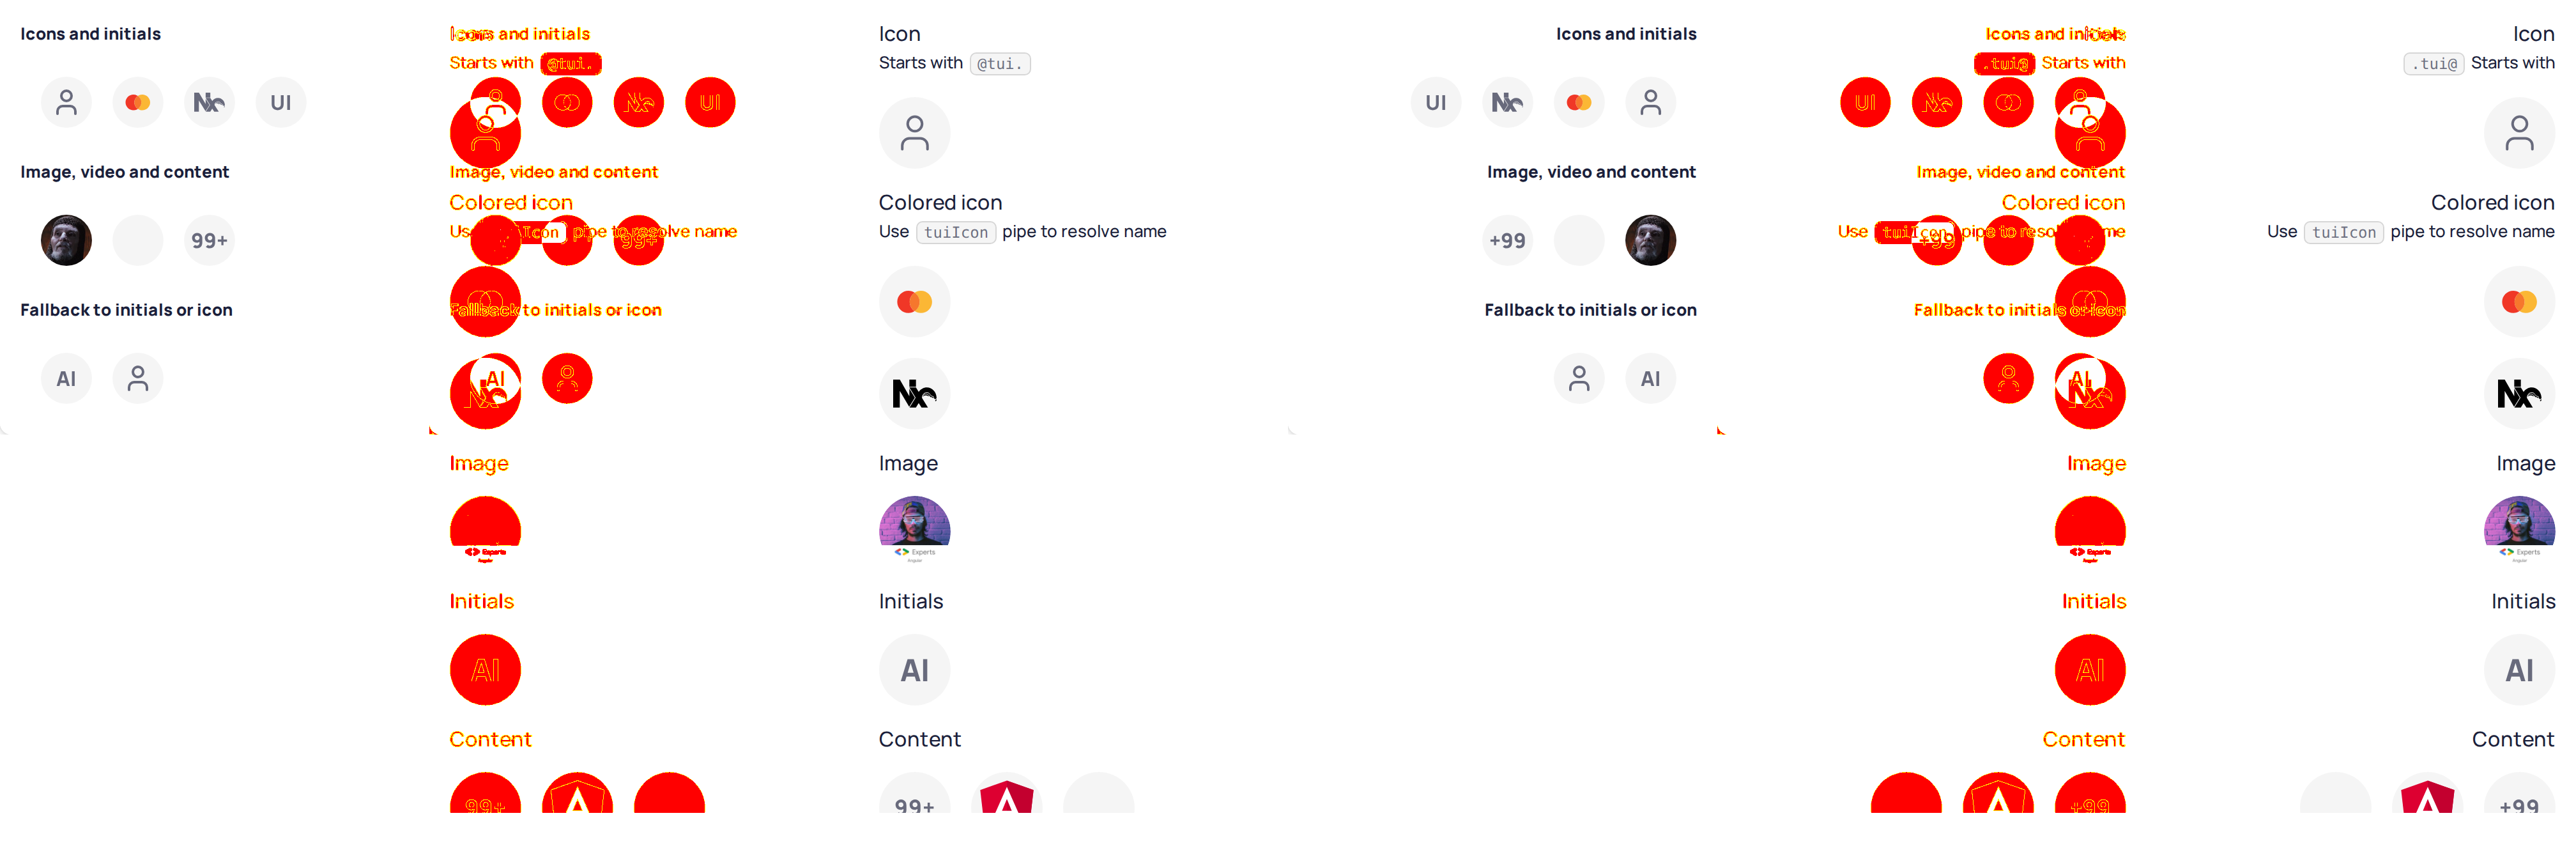 Icons and initials
UI
Image, video and content
99+
Fallback to initials or icon
AI
Icons and initials
Starts with @tui.
UI
Image, video and content
Colored icon
pipe to resolve name
99+
Fallback to initials or icon
AI
Image
Experts
Initials
AI
Content
99+
Icon
Starts with @tui.
Colored icon
Use tuiIcon pipe to resolve name
Nx
Image
Experts
Initials
AI
Content
99+
Icons and initials
UI
Image, video and content
+99
Fallback to initials or icon
AI
Icons and initials
.tui@ Starts with
UI
Image, video and content
Colored icon
Use tuiIcon pipe to resolve name
+99
Fallback to initials or icon
AI
Image
Experts
Initials
AI
Content
+99
Icon
.tui@ Starts with
Colored icon
Use tuiIcon pipe to resolve name
Nx
Image
Experts
Initials
AI
Content
+99